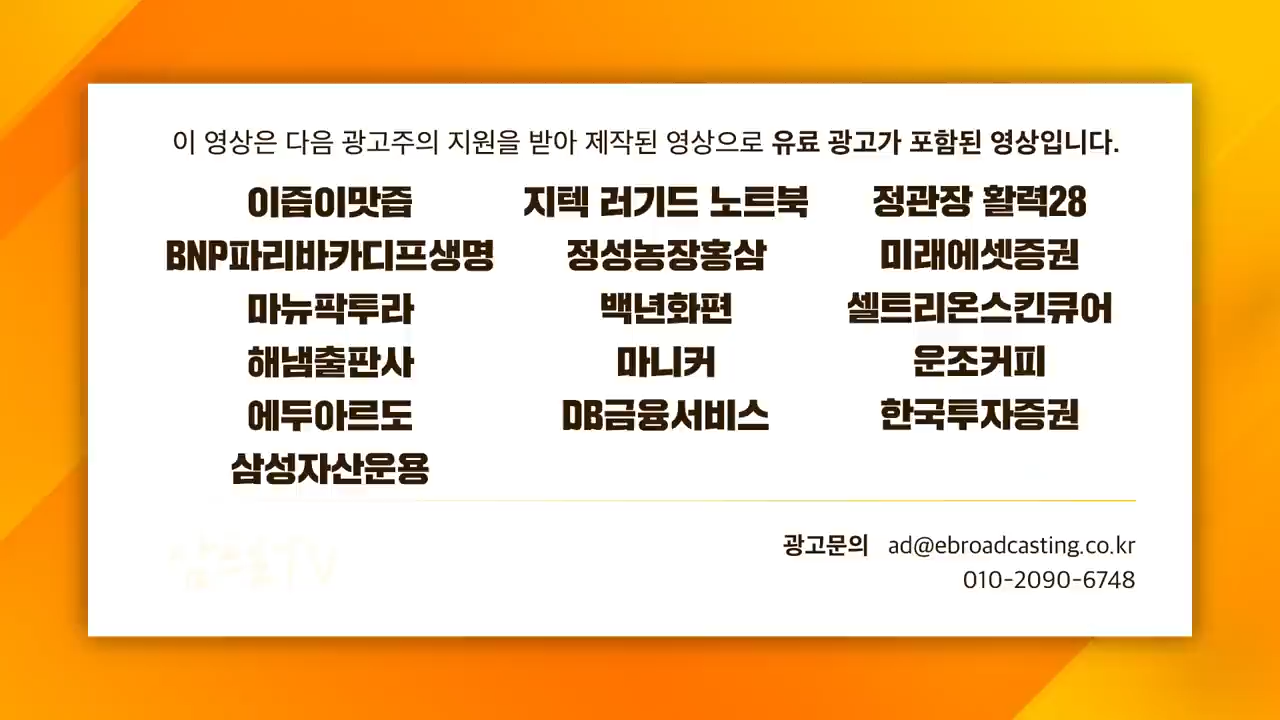 이 영상은 다음 광고주의 지원을 받아 제작된 영상으로 유료 광고가 포함된 영상입니다.
이즙이맛즙 지텍 러기드 노트북 정관장 활력28
BNP파리바카디프생명 정성농장홍삼 미래에셋증권
마뉴팍투라 백년화편 셀트리온스킨큐어
해냄출판사 마니커 운조커피
에두아르도 DB금융서비스 한국투자증권
삼성자산운용
광고문의 ad@ebroadcasting.co.kr
010-2090-6748